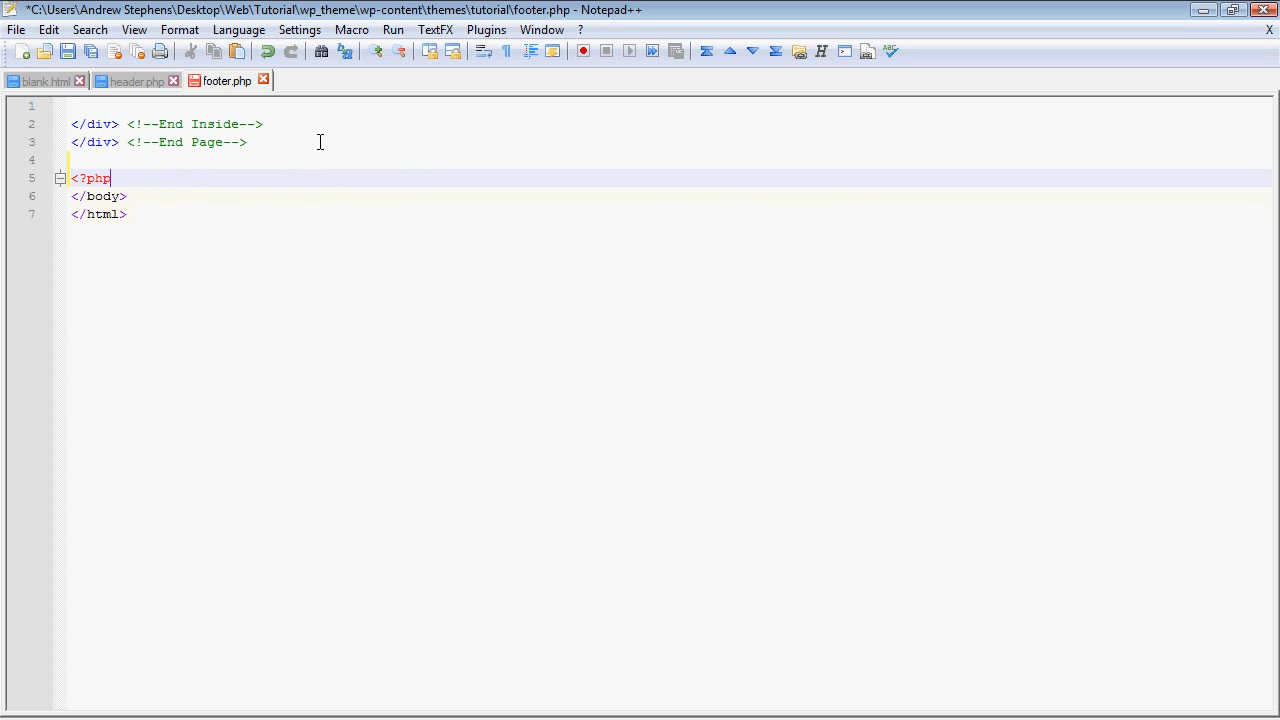 *C:\Users\Andrew Stephens\Desktop\Web\Tutorial\wp_theme\wp-content\themes\tutorial\footer.php - Notepad++
File Edit Search View Format Language Settings Macro Run TextFX Plugins Window ? X
blank.html header.php footer.php
1
2 </div> <!--End Inside-->
3 </div> <!--End Page-->
4
5 <?php
6 </body>
7 </html>